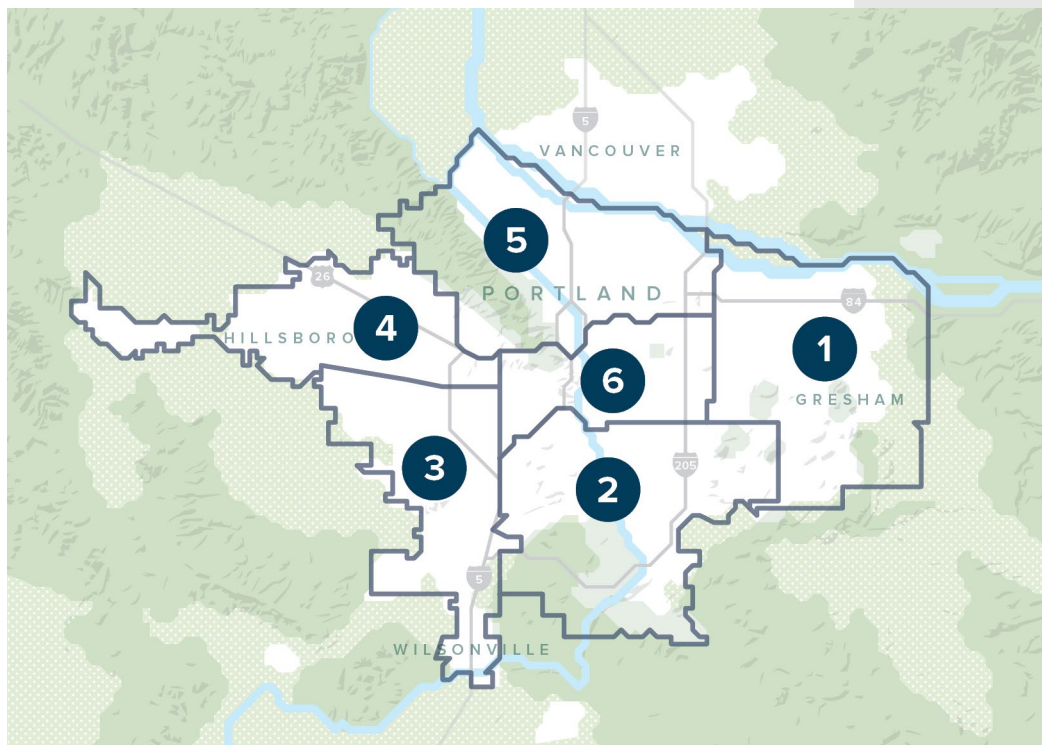 5
VANCOUVER
5
26
PORTLAND
84
HILLSBORO
4
1
6
GRESHAM
3
205
2
5
WILSONVILLE